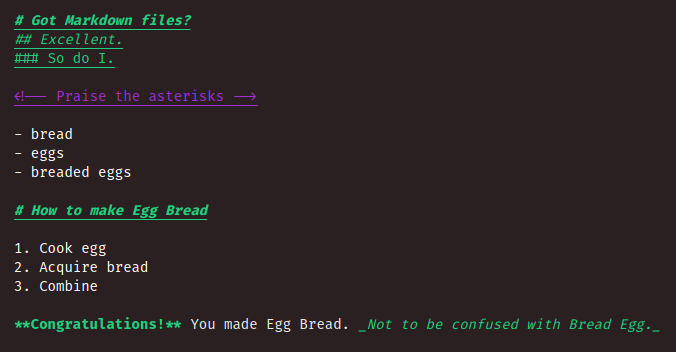 # Got Markdown files?
## Excellent.
### So do I.
<!-- Praise the asterisks -->
- bread
- eggs
- breaded eggs
# How to make Egg Bread
1. Cook egg
2. Acquire bread
3. Combine
**Congratulations!** You made Egg Bread. _Not to be confused with Bread Egg._